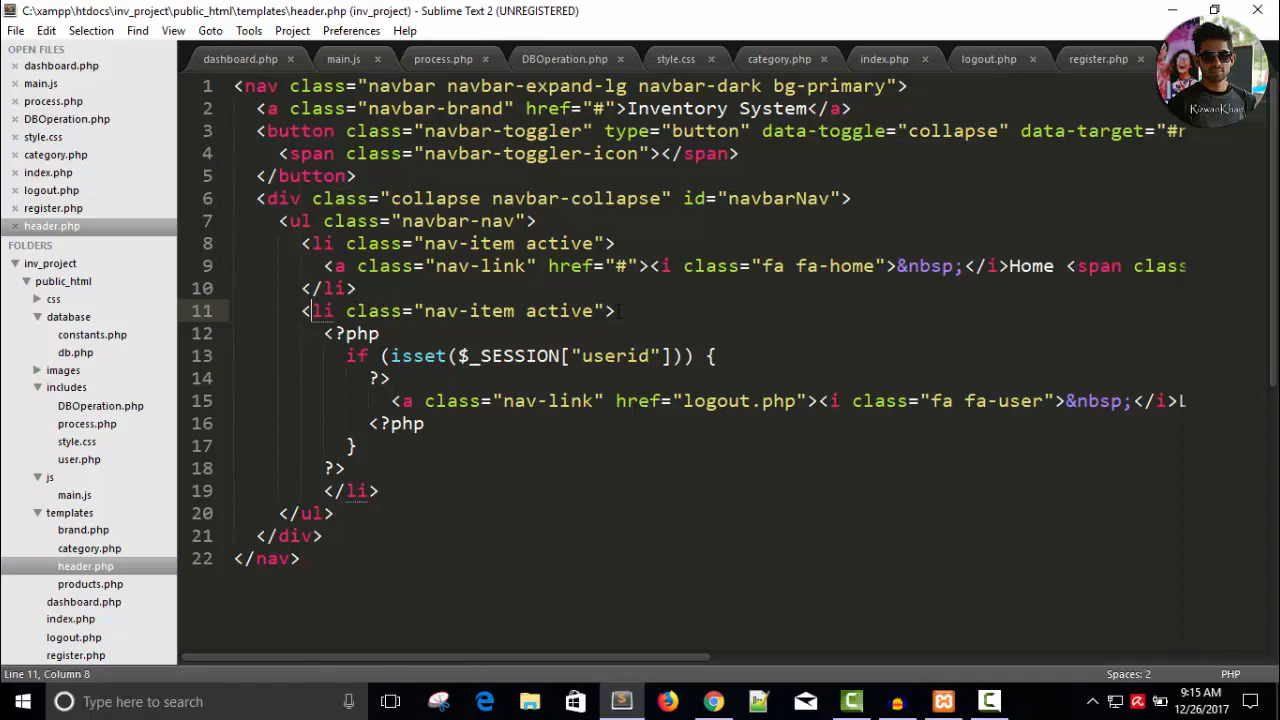 C:\xampp\htdocs\inv_project\public_html\templates\header.php (inv_project) - Sublime Text 2 (UNREGISTERED)
File Edit Selection Find View Goto Tools Project Preferences Help
OPEN FILES
dashboard.php
main.js
process.php
DBOperation.php
style.css
category.php
index.php
logout.php
register.php
header.php
FOLDERS
inv_project
public_html
css
database
constants.php
db.php
images
includes
DBOperation.php
process.php
style.css
user.php
js
main.js
templates
brand.php
category.php
header.php
products.php
dashboard.php
index.php
logout.php
register.php
dashboard.php main.js process.php DBOperation.php style.css category.php index.php logout.php register.php
RizwanKhan
1 <nav class="navbar navbar-expand-lg navbar-dark bg-primary">
2 <a class="navbar-brand" href="#">Inventory System</a>
3 <button class="navbar-toggler" type="button" data-toggle="collapse" data-target="#n
4 <span class="navbar-toggler-icon"></span>
5 </button>
6 <div class="collapse navbar-collapse" id="navbarNav">
7 <ul class="navbar-nav">
8 <li class="nav-item active">
9 <a class="nav-link" href="#"><i class="fa fa-home">&nbsp;</i>Home <span class
10 </li>
11 <li class="nav-item active">
12 <?php
13 if (isset($_SESSION["userid"])) {
14 ?>
15 <a class="nav-link" href="logout.php"><i class="fa fa-user">&nbsp;</i>L
16 <?php
17 }
18 ?>
19 </li>
20 </ul>
21 </div>
22 </nav>
Line 11, Column 8
Spaces: 2
PHP
Type here to search
9:15 AM
12/26/2017